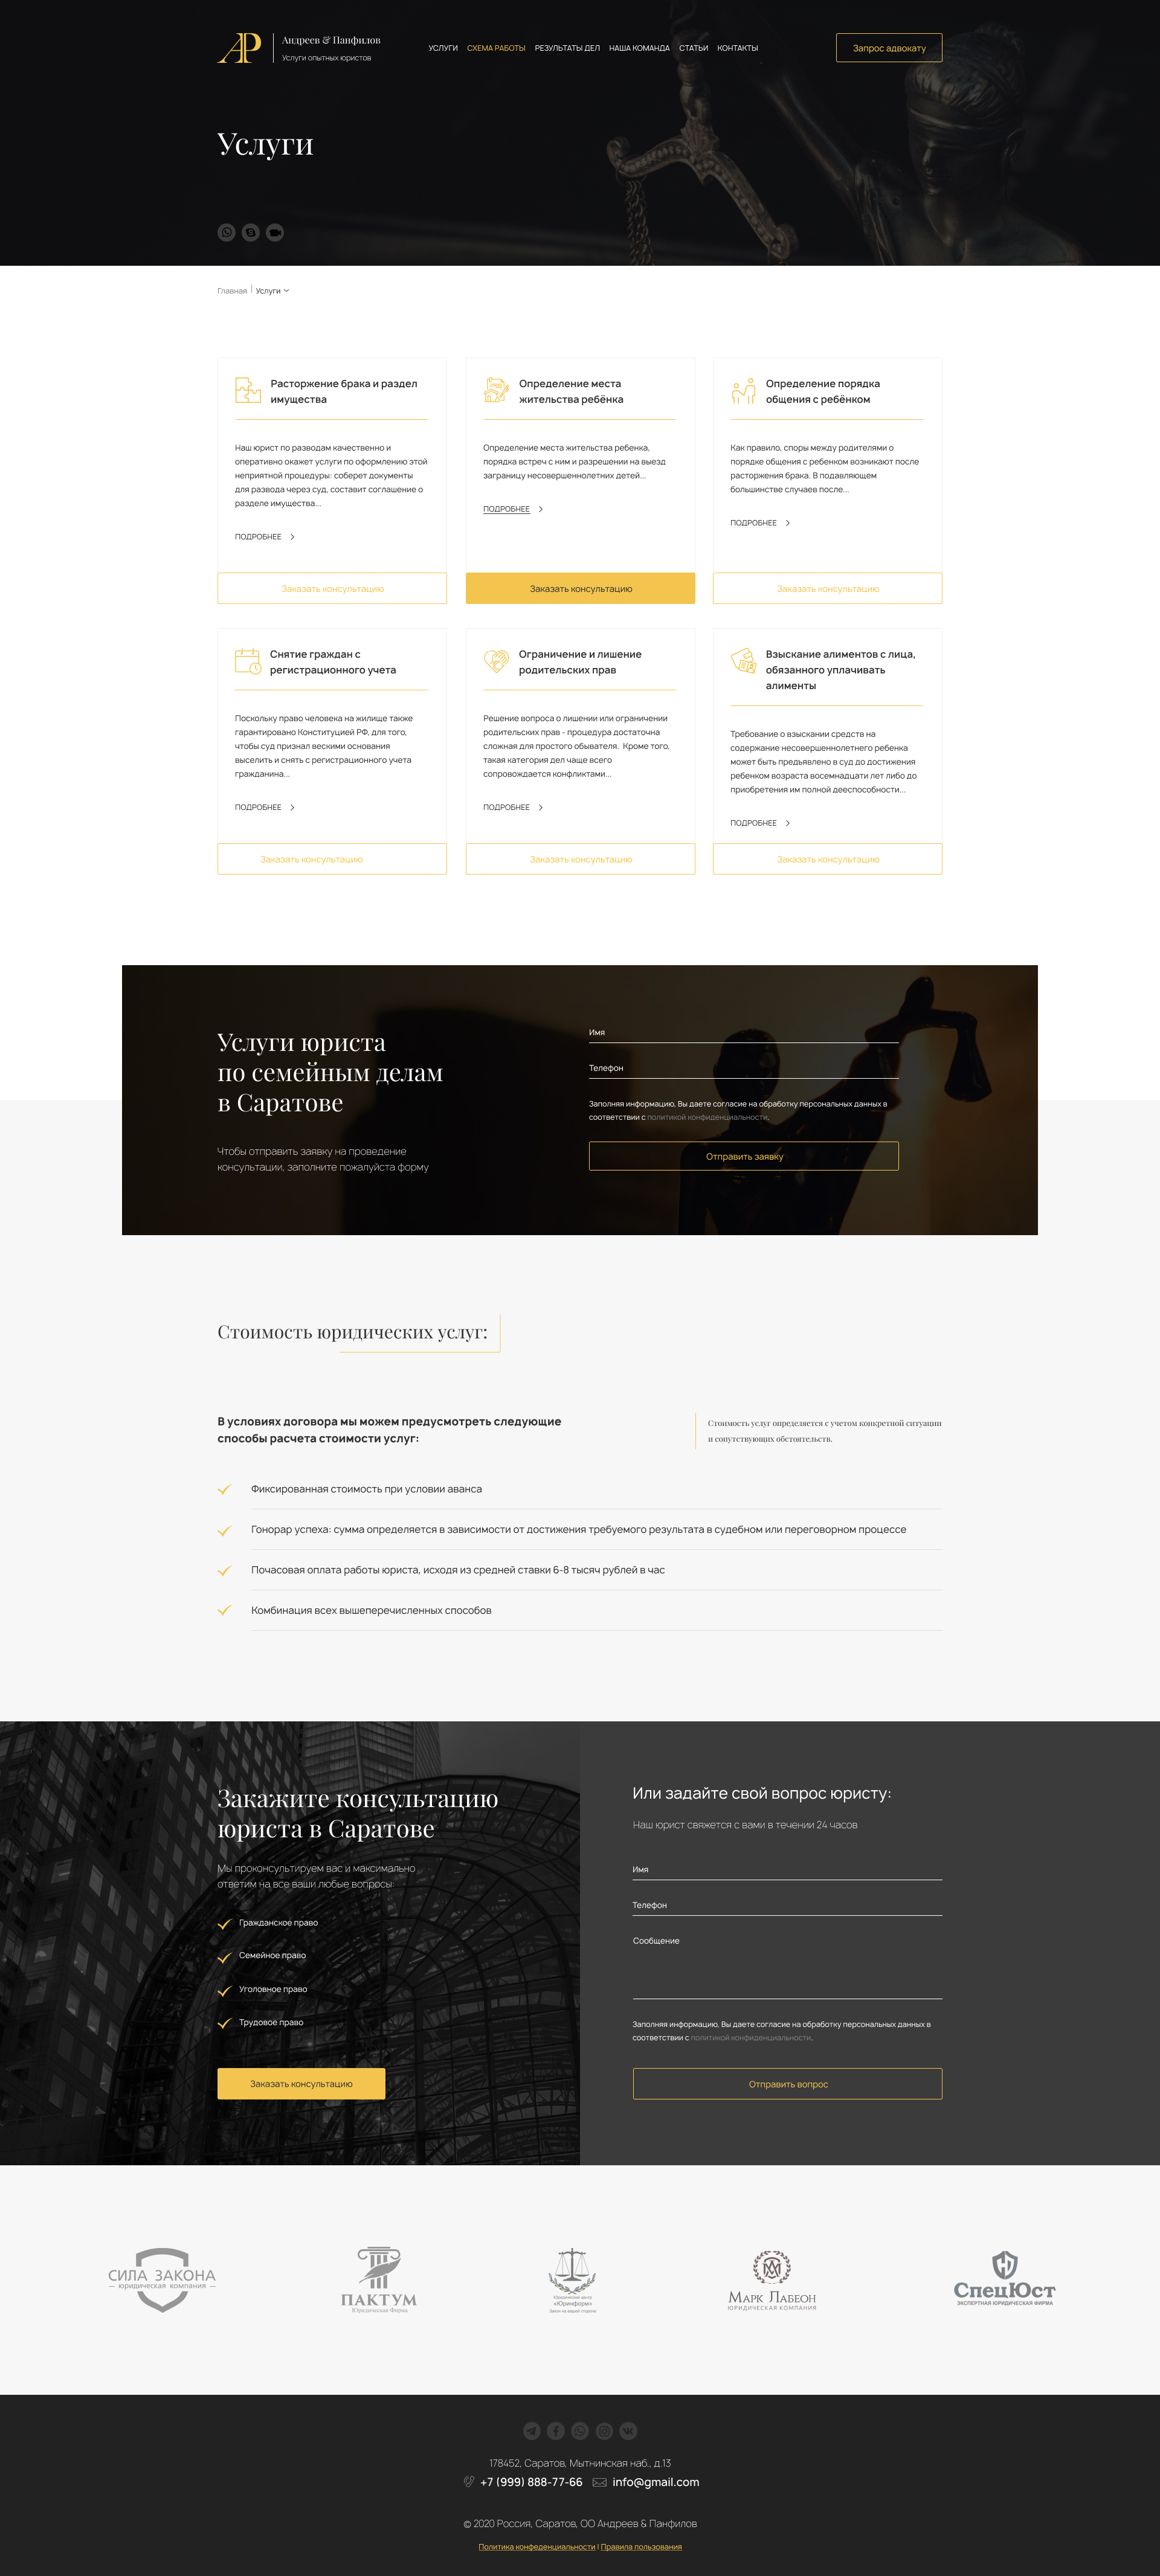 Андреев & Панфилов
Услуги опытных юристов
УСЛУГИ СХЕМА РАБОТЫ РЕЗУЛЬТАТЫ ДЕЛ НАША КОМАНДА СТАТЬИ КОНТАКТЫ
Запрос адвокату
Услуги
Главная | Услуги
Расторжение брака и раздел
имущества
Наш юрист по разводам качественно и
оперативно окажет услуги по оформлению этой
неприятной процедуры: соберет документы
для развода через суд, составит соглашение о
разделе имущества...
ПОДРОБНЕЕ
Заказать консультацию
Определение места
жительства ребёнка
Определение места жительства ребенка,
порядка встреч с ним и разрешении на выезд
заграницу несовершеннолетних детей...
ПОДРОБНЕЕ
Заказать консультацию
Определение порядка
общения с ребёнком
Как правило, споры между родителями о
порядке общения с ребенком возникают после
расторжения брака. В подавляющем
большинстве случаев после...
ПОДРОБНЕЕ
Заказать консультацию
Снятие граждан с
регистрационного учета
Поскольку право человека на жилище также
гарантировано Конституцией РФ, для того,
чтобы суд признал вескими основания
выселить и снять с регистрационного учета
гражданина...
ПОДРОБНЕЕ
Заказать консультацию
Ограничение и лишение
родительских прав
Решение вопроса о лишении или ограничении
родительских прав - процедура достаточна
сложная для простого обывателя. Кроме того,
такая категория дел чаще всего
сопровождается конфликтами...
ПОДРОБНЕЕ
Заказать консультацию
Взыскание алиментов с лица,
обязанного уплачивать
алименты
Требование о взыскании средств на
содержание несовершеннолетнего ребенка
может быть предъявлено в суд до достижения
ребенком возраста восемнадцати лет либо до
приобретения им полной дееспособности...
ПОДРОБНЕЕ
Заказать консультацию
Услуги юриста
по семейным делам
в Саратове
Чтобы отправить заявку на проведение
консультации, заполните пожалуйста форму
Имя
Телефон
Заполняя информацию, Вы даете согласие на обработку персональных данных в
соответствии с политикой конфиденциальности.
Отправить заявку
Стоимость юридических услуг:
В условиях договора мы можем предусмотреть следующие
способы расчета стоимости услуг:
Стоимость услуг определяется с учетом конкретной ситуации
и сопутствующих обстоятельств.
Фиксированная стоимость при условии аванса
Гонорар успеха: сумма определяется в зависимости от достижения требуемого результата в судебном или переговорном процессе
Почасовая оплата работы юриста, исходя из средней ставки 6-8 тысяч рублей в час
Комбинация всех вышеперечисленных способов
Закажите консультацию
юриста в Саратове
Мы проконсультируем вас и максимально
ответим на все ваши любые вопросы:
Гражданское право
Семейное право
Уголовное право
Трудовое право
Заказать консультацию
Или задайте свой вопрос юристу:
Наш юрист свяжется с вами в течении 24 часов
Имя
Телефон
Сообщение
Заполняя информацию, Вы даете согласие на обработку персональных данных в
соответствии с политикой конфиденциальности.
Отправить вопрос
СИЛА ЗАКОНА
— юридическая компания —
ПАКТУМ
Юридическая Фирма
Юридический центр
«Юринформ»
Закон на вашей стороне
МАРК ЛАБЕОН
ЮРИДИЧЕСКАЯ КОМПАНИЯ
СпецЮст
ЭКСПЕРТНАЯ ЮРИДИЧЕСКАЯ ФИРМА
178452, Саратов, Мытнинская наб., д.13
+7 (999) 888-77-66 info@gmail.com
© 2020 Россия, Саратов, ОО Андреев & Панфилов
Политика конфеденциальности | Правила пользования